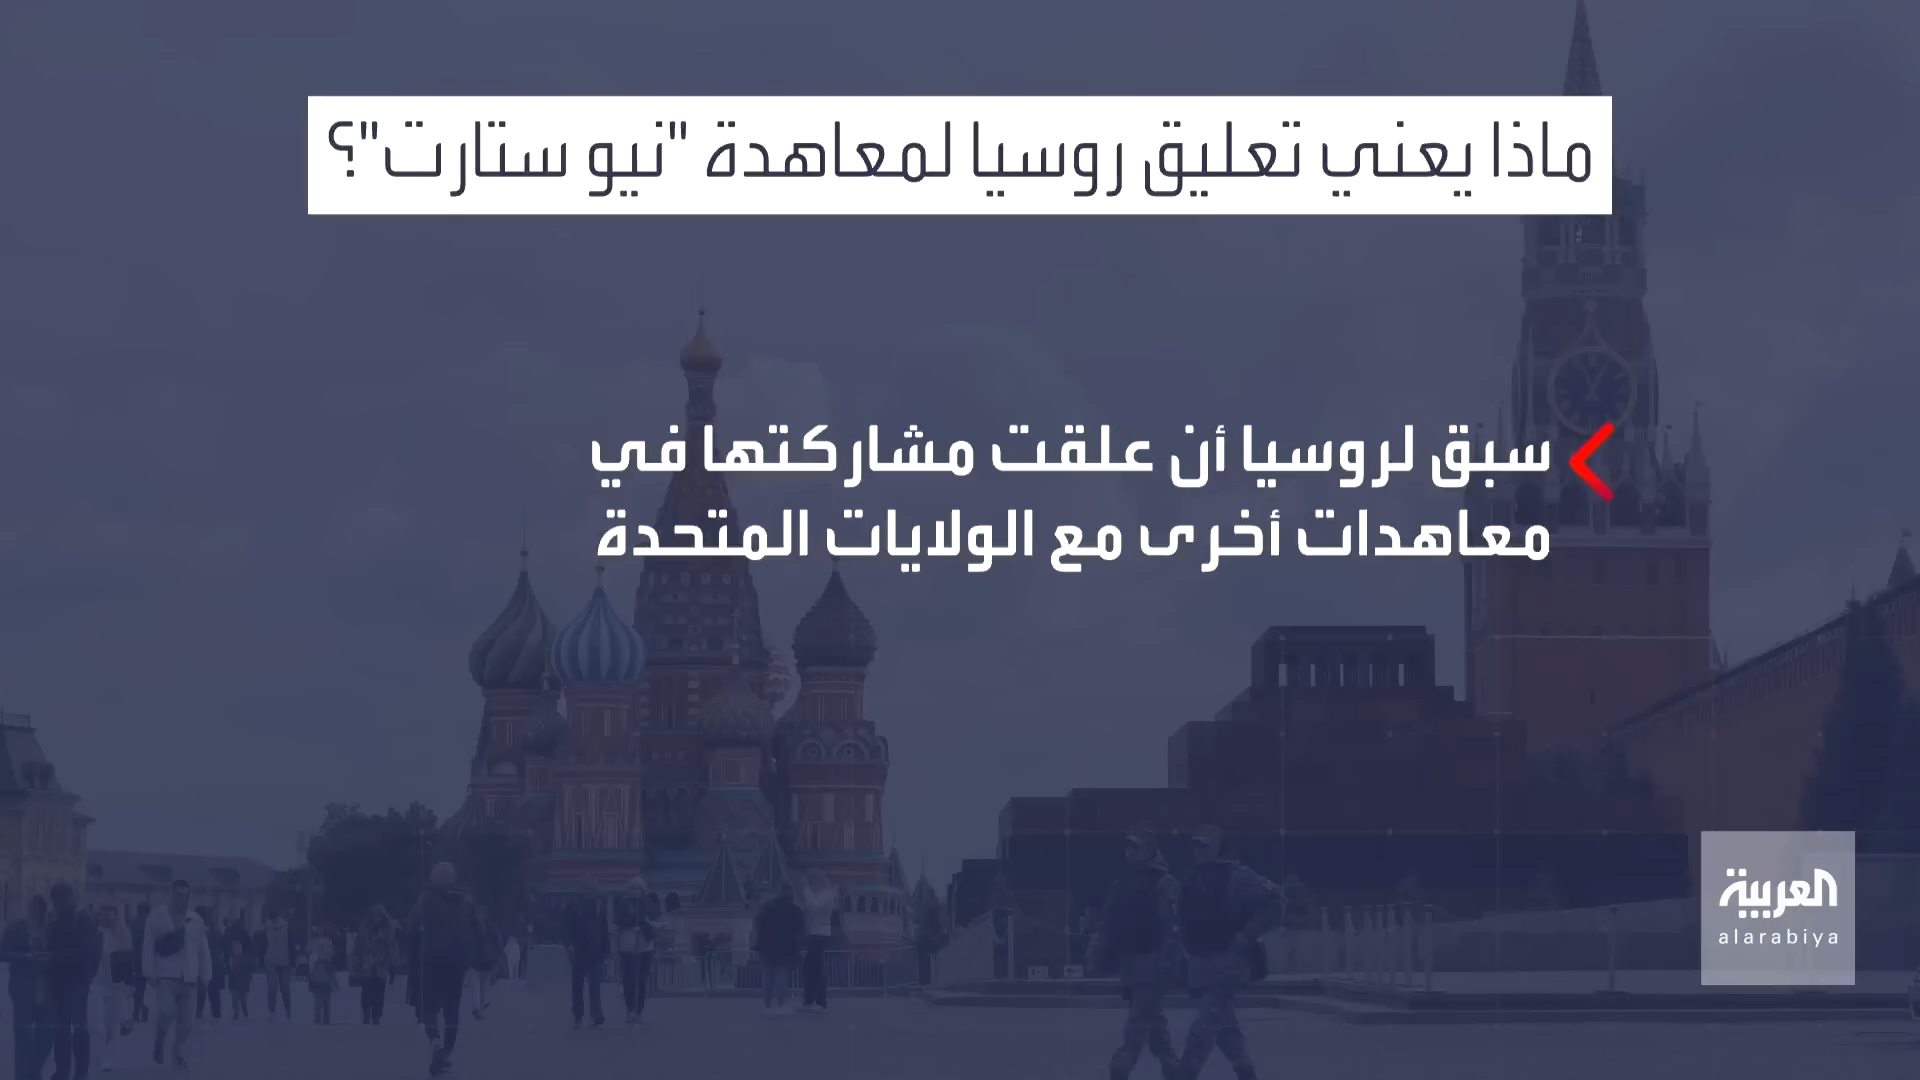 ماذا يعني تعليق روسيا لمعاهدة "نيو ستارت"؟
سبق لروسيا أن علقت مشاركتها في
معاهدات أخرى مع الولايات المتحدة
العربية
alarabiya